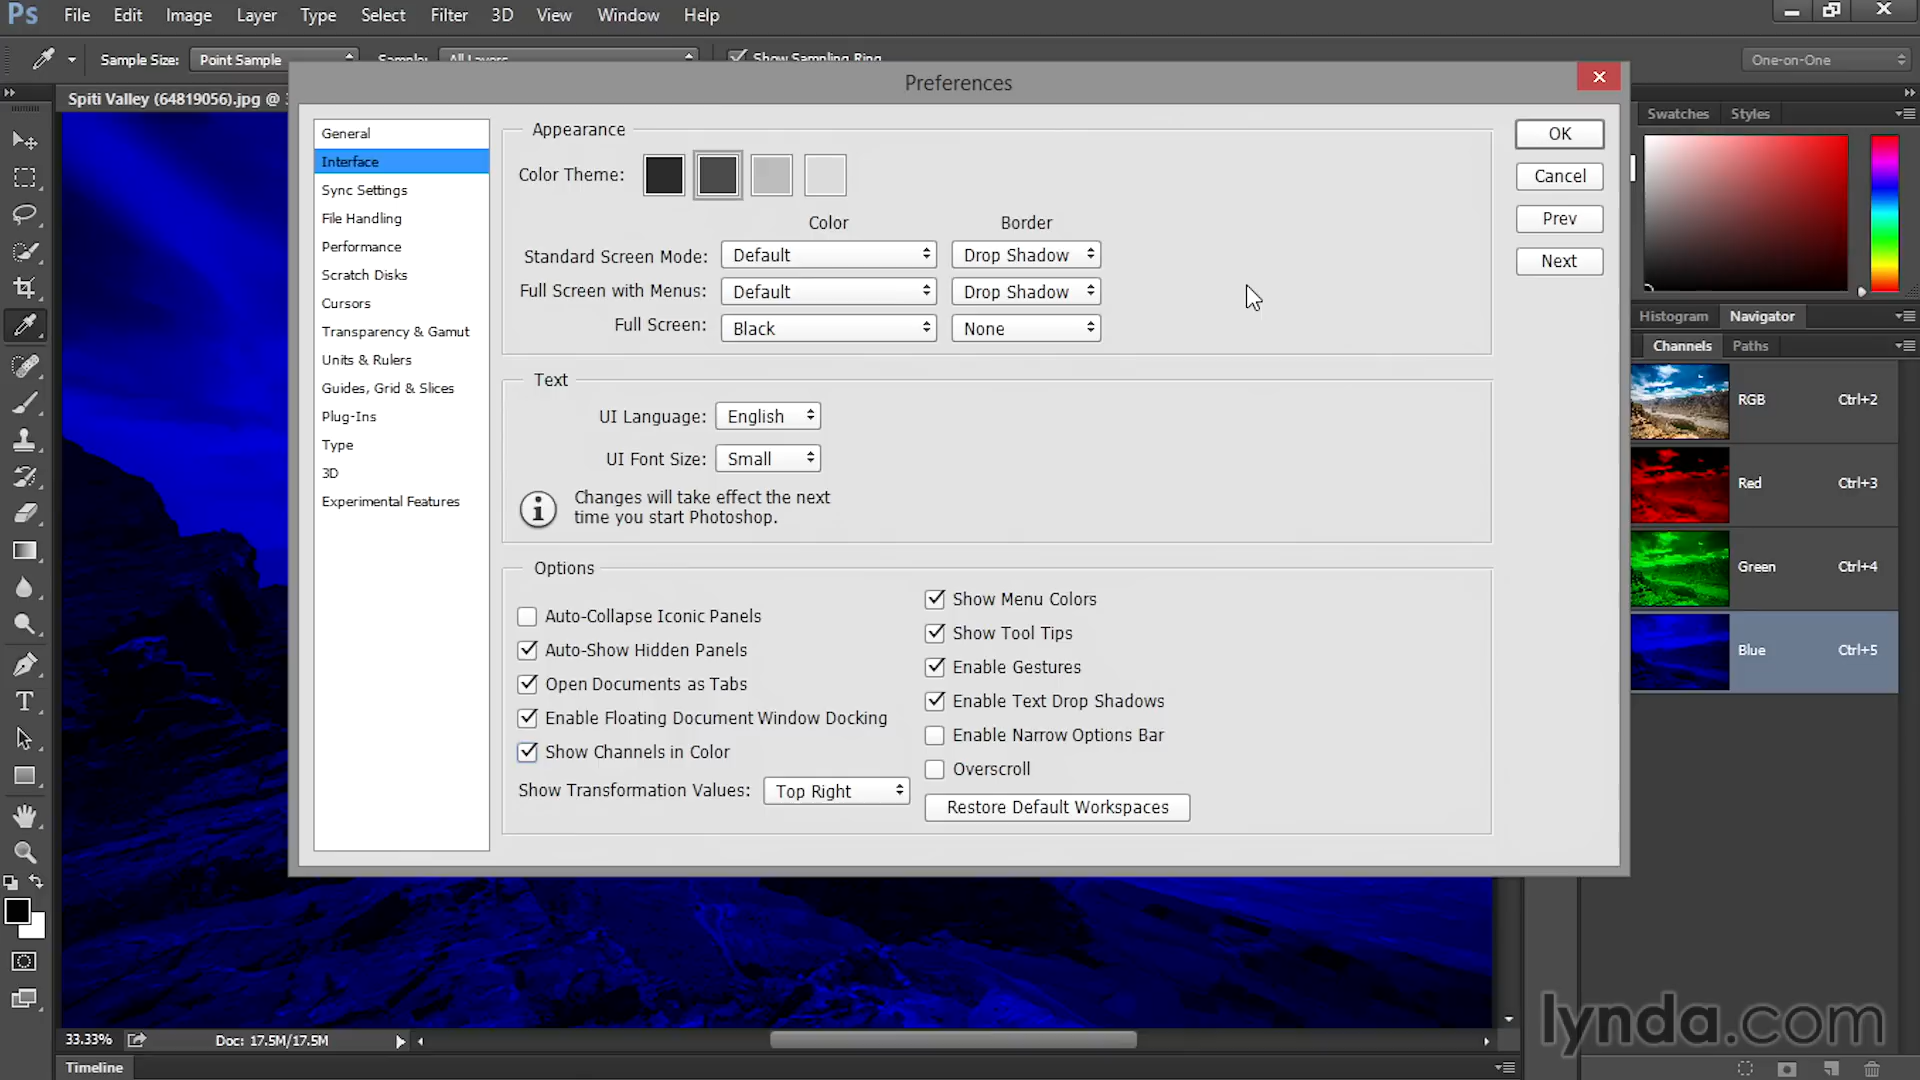 Ps File Edit Image Layer Type Select Filter 3D View Window Help
Sample Size: Point Sample Sample: All Layers Show Sampling Ring One-on-One
Spiti Valley (64819056).jpg @
Preferences
General
Interface
Sync Settings
File Handling
Performance
Scratch Disks
Cursors
Transparency & Gamut
Units & Rulers
Guides, Grid & Slices
Plug-Ins
Type
3D
Experimental Features
Appearance
Color Theme:
Color Border
Standard Screen Mode: Default Drop Shadow
Full Screen with Menus: Default Drop Shadow
Full Screen: Black None
Text
UI Language: English
UI Font Size: Small
Changes will take effect the next
time you start Photoshop.
Options
Auto-Collapse Iconic Panels
Auto-Show Hidden Panels
Open Documents as Tabs
Enable Floating Document Window Docking
Show Channels in Color
Show Transformation Values: Top Right
Show Menu Colors
Show Tool Tips
Enable Gestures
Enable Text Drop Shadows
Enable Narrow Options Bar
Overscroll
Restore Default Workspaces
OK
Cancel
Prev
Next
Swatches Styles
Histogram Navigator
Channels Paths
RGB Ctrl+2
Red Ctrl+3
Green Ctrl+4
Blue Ctrl+5
33.33% Doc: 17.5M/17.5M
Timeline
lynda.com